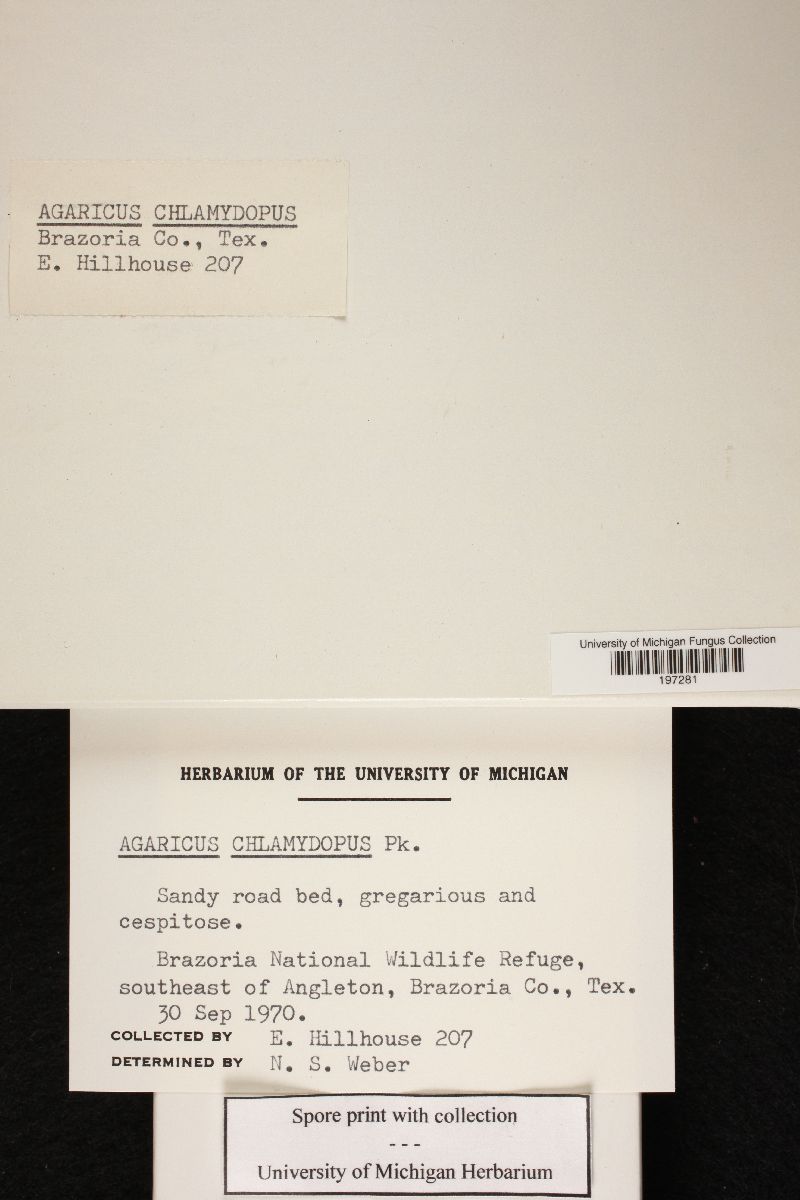 AGARICUS CHLAMYDOPUS
Brazoria Co., Tex.
E. Hillhouse 207
University of Michigan Fungus Collection
197281
HERBARIUM OF THE UNIVERSITY OF MICHIGAN
AGARICUS CHLAMYDOPUS Pk.
Sandy road bed, gregarious and
cespitose.
Brazoria National Wildlife Refuge,
southeast of Angleton, Brazoria Co., Tex.
30 Sep 1970.
COLLECTED BY E. Hillhouse 207
DETERMINED BY N. S. Weber
Spore print with collection
- - -
University of Michigan Herbarium